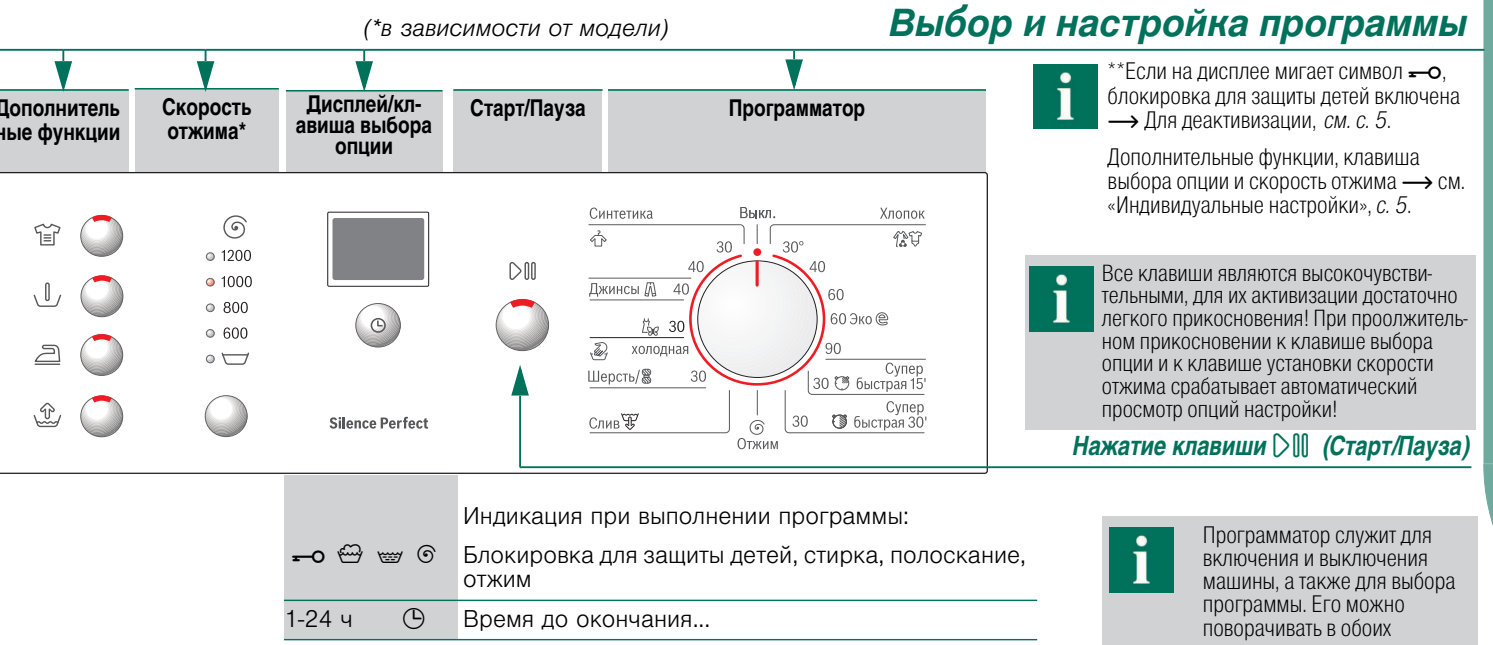 (*в зависимости от модели)
Выбор и настройка программы
Дополнитель
ные функции
Скорость
отжима*
Дисплей/кл-
авиша выбора
опции
Старт/Пауза
Программатор
**Если на дисплее мигает символ ,
блокировка для защиты детей включена
⟶ Для деактивизации, см. с. 5.
Дополнительные функции, клавиша
выбора опции и скорость отжима ⟶ см.
«Индивидуальные настройки», с. 5.
1200
1000
800
600
Silence Perfect
Синтетика
Выкл.
Хлопок
30
30°
40
40
Джинсы 40
60
30
60 Эко
холодная
90
Шерсть/ 30
Супер
30 быстрая 15'
Слив
Супер
30 быстрая 30'
Отжим
i
Все клавиши являются высокочувстви-
тельными, для их активизации достаточно
легкого прикосновения! При проолжитель-
ном прикосновении к клавише выбора
опции и к клавише установки скорости
отжима срабатывает автоматический
просмотр опций настройки!
i
Нажатие клавиши (Старт/Пауза)
Индикация при выполнении программы:
Блокировка для защиты детей, стирка, полоскание,
отжим
1-24 ч
Время до окончания...
i
Программатор служит для
включения и выключения
машины, а также для выбора
программы. Его можно
поворачивать в обоих